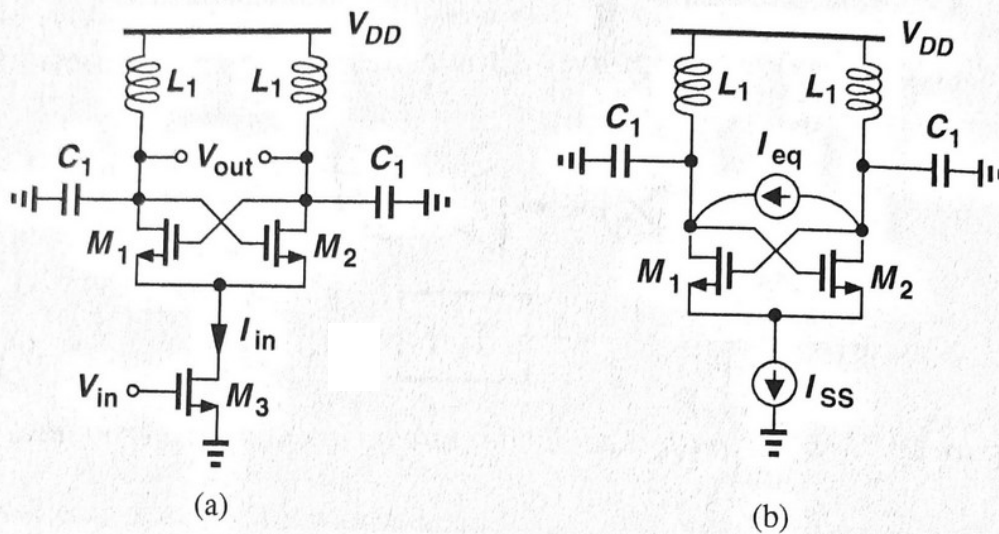 V_DD
L_1 L_1
C_1 V_out C_1
M_1 M_2
I_in
V_in M_3
(a)
V_DD
L_1 L_1
C_1 I_eq C_1
M_1 M_2
I_SS
(b)